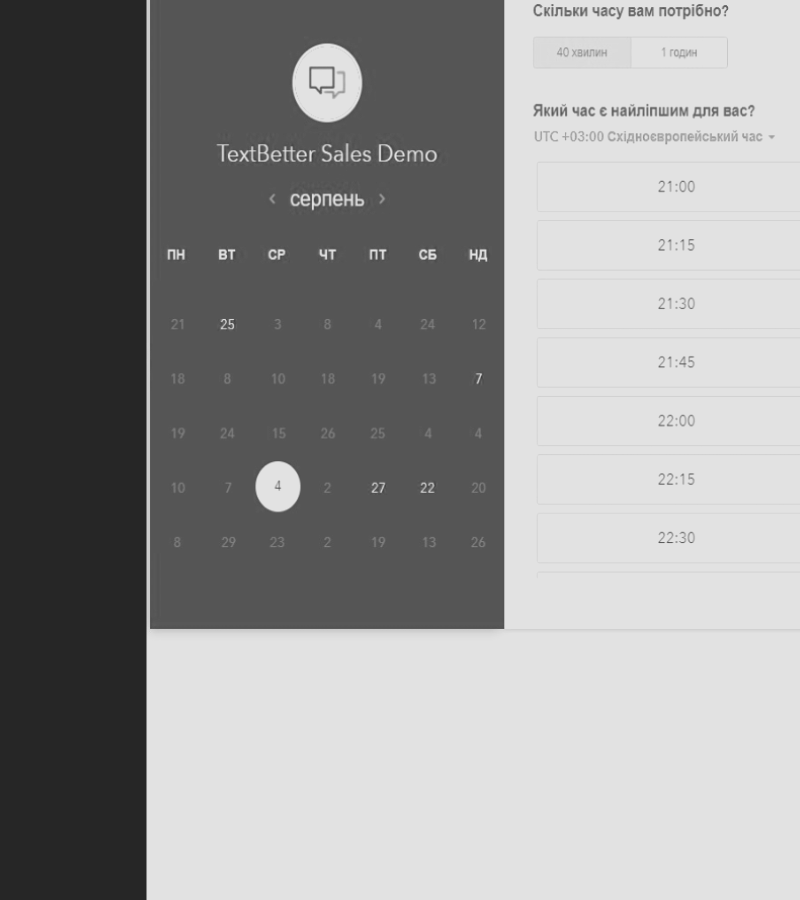 TextBetter Sales Demo
‹ серпень ›
ПН ВТ СР ЧТ ПТ СБ НД
21 25 3 8 4 24 12
18 8 10 18 19 13 7
19 24 15 26 25 4 4
10 7 4 2 27 22 20
8 29 23 2 19 13 26
Скільки часу вам потрібно?
40 хвилин 1 годин
Який час є найліпшим для вас?
UTC +03:00 Східноєвропейський час
21:00
21:15
21:30
21:45
22:00
22:15
22:30